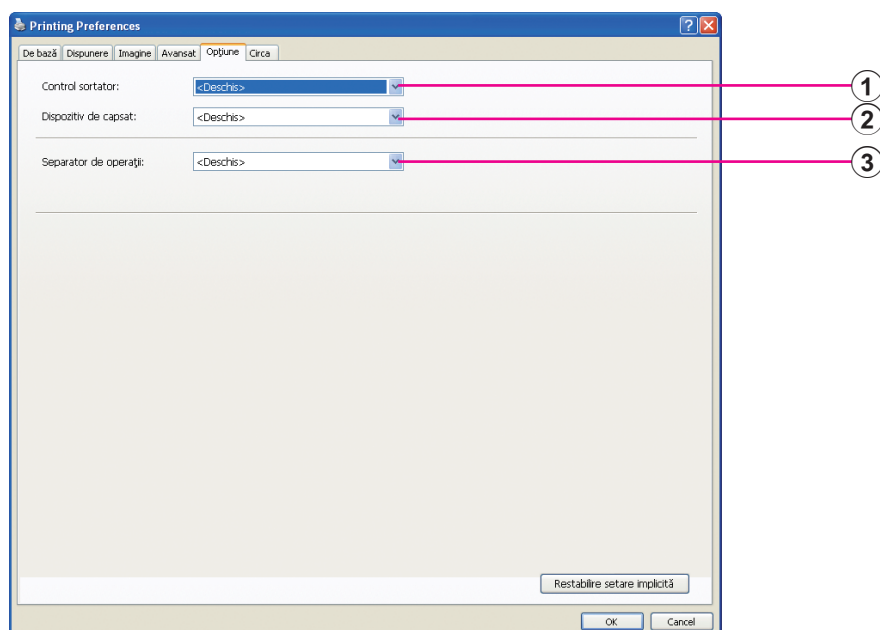 Printing Preferences
De bază Dispunere Imagine Avansat Opţiune Circa
Control sortator: <Deschis> 1
Dispozitiv de capsat: <Deschis> 2
Separator de operaţii: <Deschis> 3
Restabilire setare implicită
OK Cancel